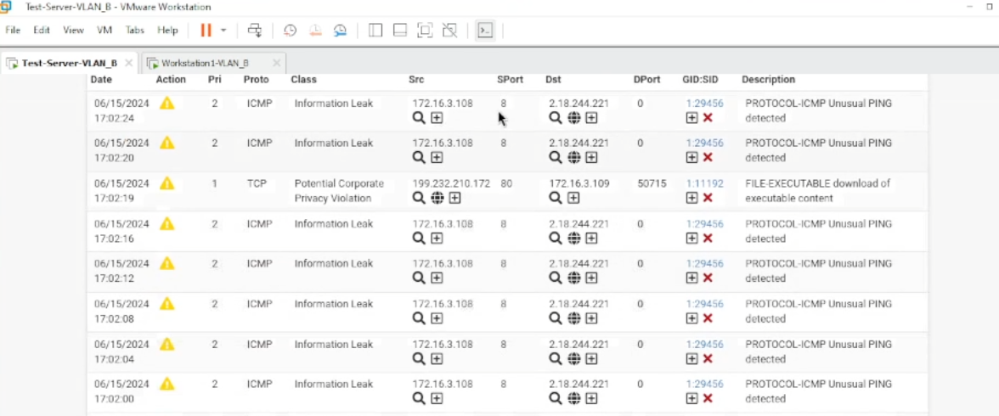 Test-Server-VLAN_B - VMware Workstation
File Edit View VM Tabs Help
Test-Server-VLAN_B Workstation1-VLAN_B
Date Action Pri Proto Class Src SPort Dst DPort GID:SID Description
06/15/2024 2 ICMP Information Leak 172.16.3.108 8 2.18.244.221 0 1:29456 PROTOCOL-ICMP Unusual PING
17:02:24 detected
06/15/2024 2 ICMP Information Leak 172.16.3.108 8 2.18.244.221 0 1:29456 PROTOCOL-ICMP Unusual PING
17:02:20 detected
06/15/2024 1 TCP Potential Corporate 199.232.210.172 80 172.16.3.109 50715 1:11192 FILE-EXECUTABLE download of
17:02:19 Privacy Violation executable content
06/15/2024 2 ICMP Information Leak 172.16.3.108 8 2.18.244.221 0 1:29456 PROTOCOL-ICMP Unusual PING
17:02:16 detected
06/15/2024 2 ICMP Information Leak 172.16.3.108 8 2.18.244.221 0 1:29456 PROTOCOL-ICMP Unusual PING
17:02:12 detected
06/15/2024 2 ICMP Information Leak 172.16.3.108 8 2.18.244.221 0 1:29456 PROTOCOL-ICMP Unusual PING
17:02:08 detected
06/15/2024 2 ICMP Information Leak 172.16.3.108 8 2.18.244.221 0 1:29456 PROTOCOL-ICMP Unusual PING
17:02:04 detected
06/15/2024 2 ICMP Information Leak 172.16.3.108 8 2.18.244.221 0 1:29456 PROTOCOL-ICMP Unusual PING
17:02:00 detected